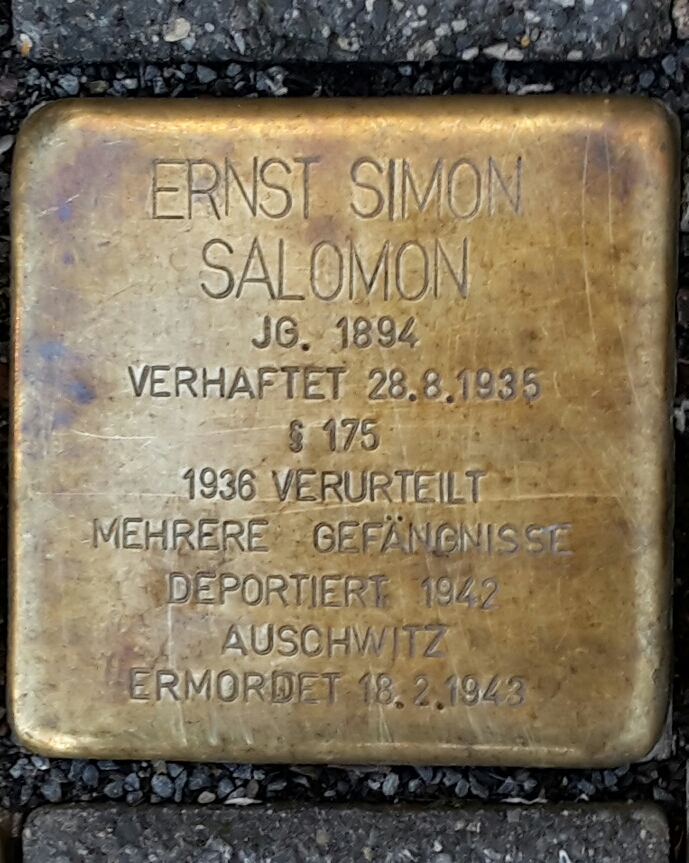 ERNST SIMON
SALOMON
JG. 1894
VERHAFTET 28.8.1935
§ 175
1936 VERURTEILT
MEHRERE GEFÄNGNISSE
DEPORTIERT 1942
AUSCHWITZ
ERMORDET 18.2.1943